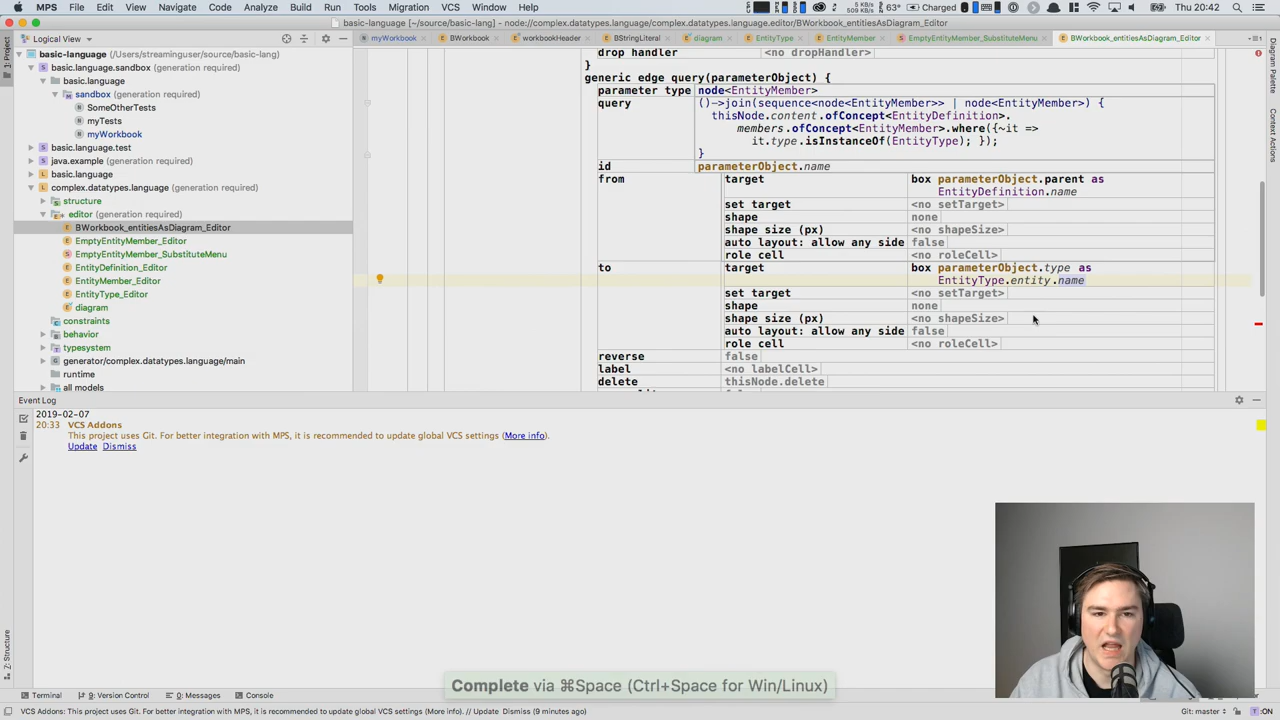 MPS File Edit View Navigate Code Analyze Build Run Tools Migration VCS Window Help
5 KB/s
509 KB/s
63° Charged
Thu 20:42
basic-language [~/source/basic-lang] - node://complex.datatypes.language/complex.datatypes.language.editor/BWorkbook_entitiesAsDiagram_Editor
Logical View
myWorkbook
BWorkbook
workbookHeader
BStringLiteral
diagram
EntityType
EntityMember
EmptyEntityMember_SubstituteMenu
BWorkbook_entitiesAsDiagram_Editor
1: Project
basic-language (/Users/streaminguser/source/basic-lang)
basic.language.sandbox (generation required)
basic.language
sandbox (generation required)
SomeOtherTests
myTests
myWorkbook
basic.language.test
java.example (generation required)
basic.language
complex.datatypes.language (generation required)
structure
editor (generation required)
BWorkbook_entitiesAsDiagram_Editor
EmptyEntityMember_Editor
EmptyEntityMember_SubstituteMenu
EntityDefinition_Editor
EntityMember_Editor
EntityType_Editor
diagram
constraints
behavior
typesystem
generator/complex.datatypes.language/main
runtime
all models
drop handler <no dropHandler>
}
generic edge query(parameterObject) {
parameter type node<EntityMember>
query ()->join(sequence<node<EntityMember>> | node<EntityMember>) {
thisNode.content.ofConcept<EntityDefinition>.
members.ofConcept<EntityMember>.where({~it =>
it.type.isInstanceOf(EntityType); });
}
id parameterObject.name
from target box parameterObject.parent as
EntityDefinition.name
set target <no setTarget>
shape none
shape size (px) <no shapeSize>
auto layout: allow any side false
role cell <no roleCell>
to target box parameterObject.type as
EntityType.entity.name
set target <no setTarget>
shape none
shape size (px) <no shapeSize>
auto layout: allow any side false
role cell <no roleCell>
reverse false
label <no labelCell>
delete thisNode.delete
2: Inspector
Context Actions
Event Log
2019-02-07
20:33 VCS Addons
This project uses Git. For better integration with MPS, it is recommended to update global VCS settings (More info).
Update Dismiss
Z: Structure
Complete via ⌘Space (Ctrl+Space for Win/Linux)
Terminal
9: Version Control
0: Messages
Console
VCS Addons: This project uses Git. For better integration with MPS, it is recommended to update global VCS settings (More info). // Update Dismiss (9 minutes ago)
Git: master
T:ON